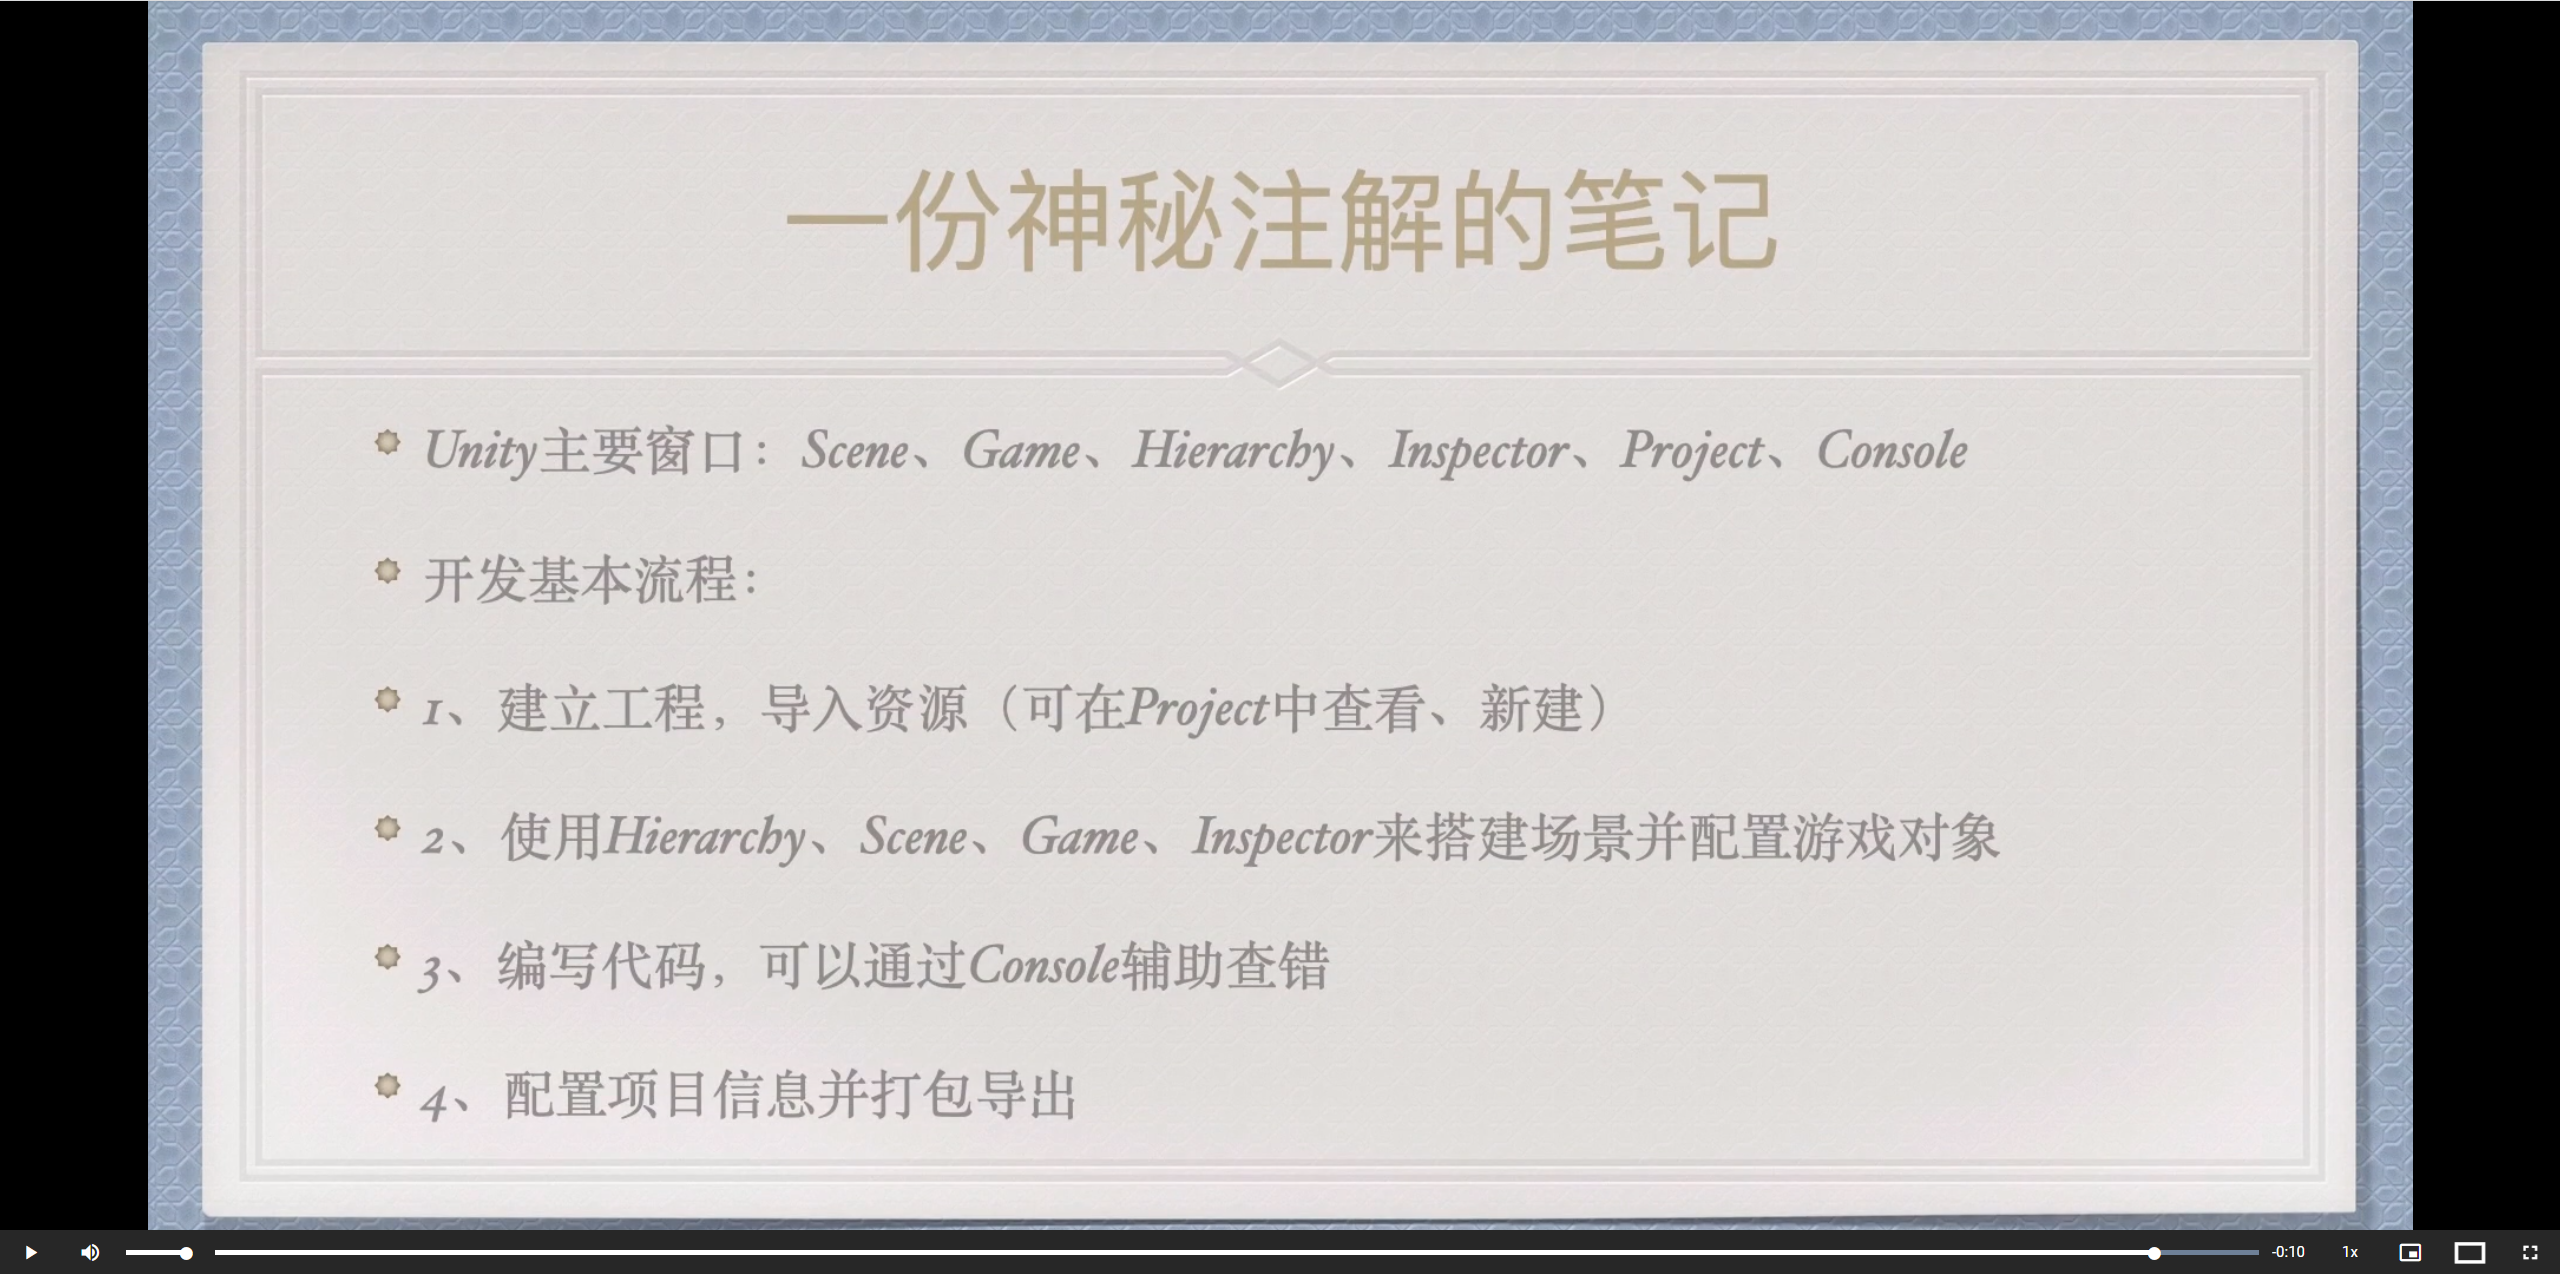 一份神秘注解的笔记
Unity主要窗口：Scene、Game、Hierarchy、Inspector、Project、Console
开发基本流程：
1、建立工程，导入资源（可在Project中查看、新建）
2、使用Hierarchy、Scene、Game、Inspector来搭建场景并配置游戏对象
3、编写代码，可以通过Console辅助查错
4、配置项目信息并打包导出
-0:10 1x